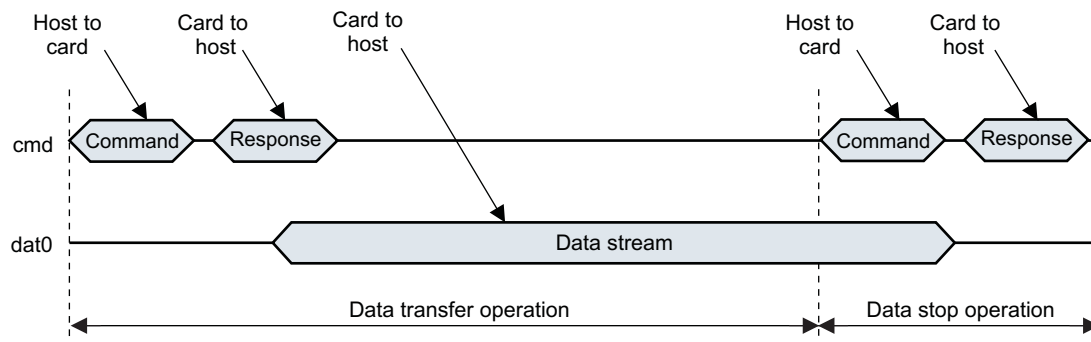 Host to
card
Card to
host
Card to
host
Host to
card
Card to
host
cmd
Command
Response
Command
Response
dat0
Data stream
Data transfer operation
Data stop operation